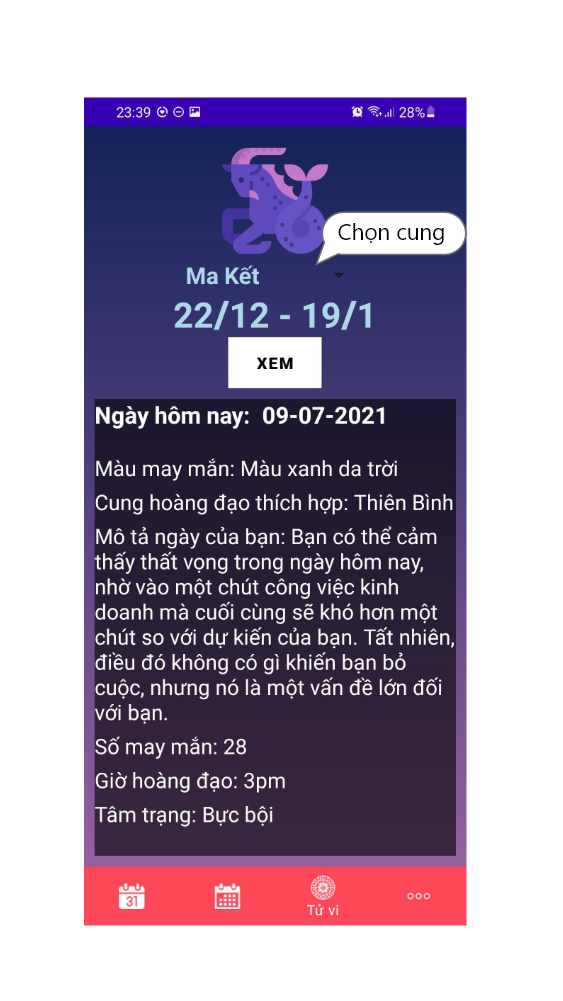 23:39
28%
Chọn cung
Ma Kết
22/12 - 19/1
XEM
Ngày hôm nay:  09-07-2021
Màu may mắn: Màu xanh da trời
Cung hoàng đạo thích hợp: Thiên Bình
Mô tả ngày của bạn: Bạn có thể cảm
thấy thất vọng trong ngày hôm nay,
nhờ vào một chút công việc kinh
doanh mà cuối cùng sẽ khó hơn một
chút so với dự kiến của bạn. Tất nhiên,
điều đó không có gì khiến bạn bỏ
cuộc, nhưng nó là một vấn đề lớn đối
với bạn.
Số may mắn: 28
Giờ hoàng đạo: 3pm
Tâm trạng: Bực bội
31
Tử vi